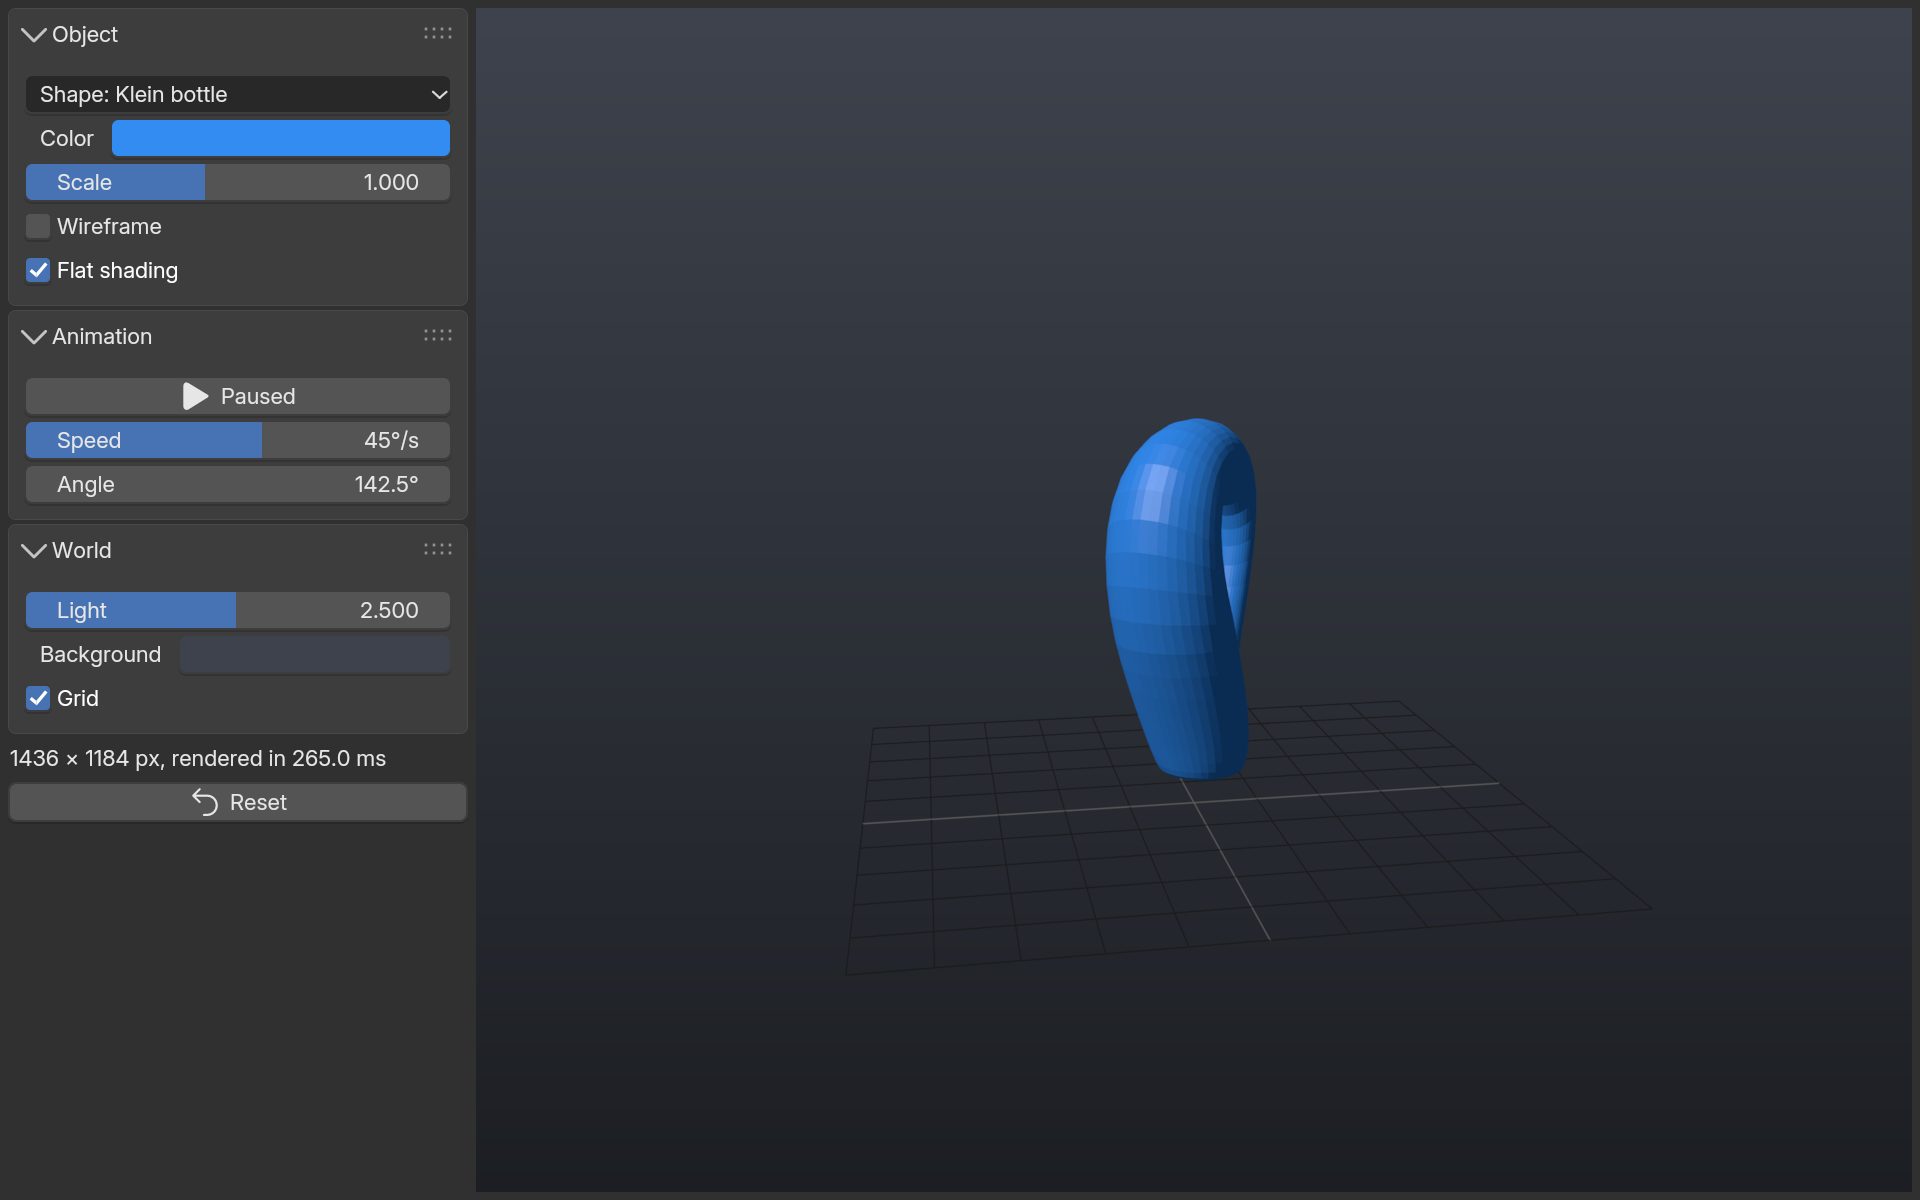 Object
Shape: Klein bottle
Color
Scale 1.000
Wireframe
Flat shading
Animation
Paused
Speed 45°/s
Angle 142.5°
World
Light 2.500
Background
Grid
1436 × 1184 px, rendered in 265.0 ms
Reset